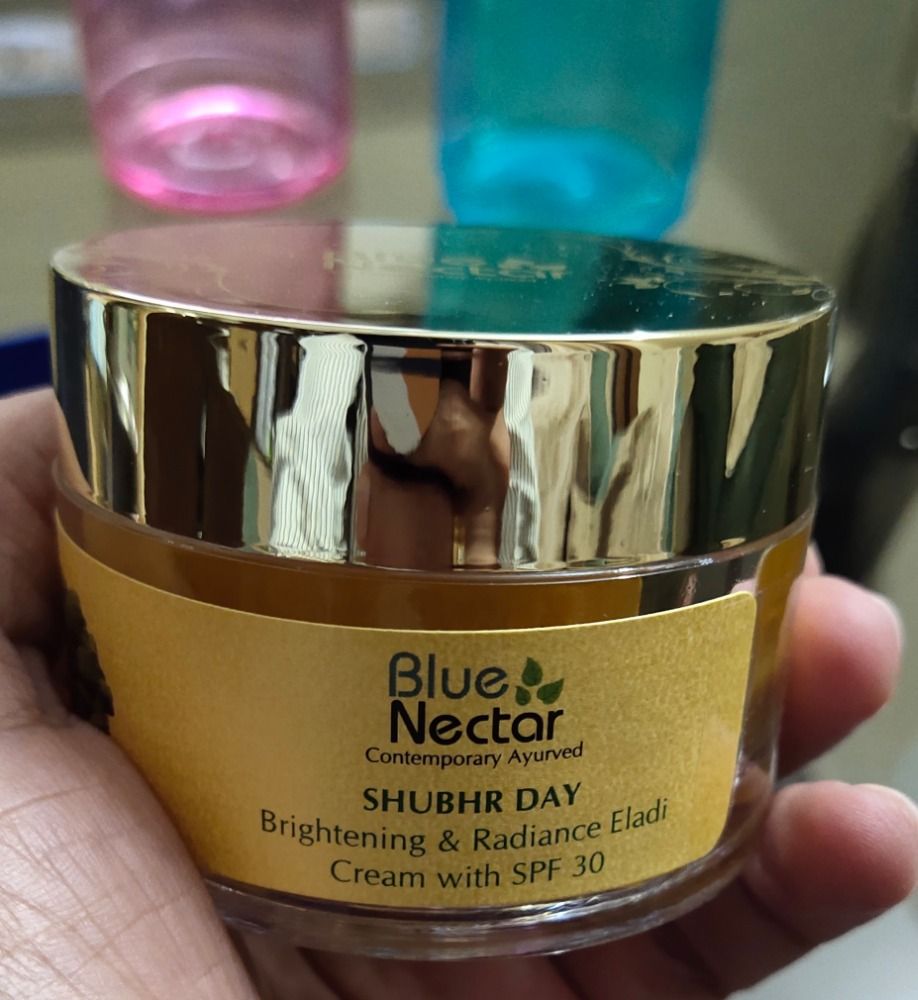 Blue
Nectar
Contemporary Ayurved
SHUBHR DAY
Brightening & Radiance Eladi
Cream with SPF 30